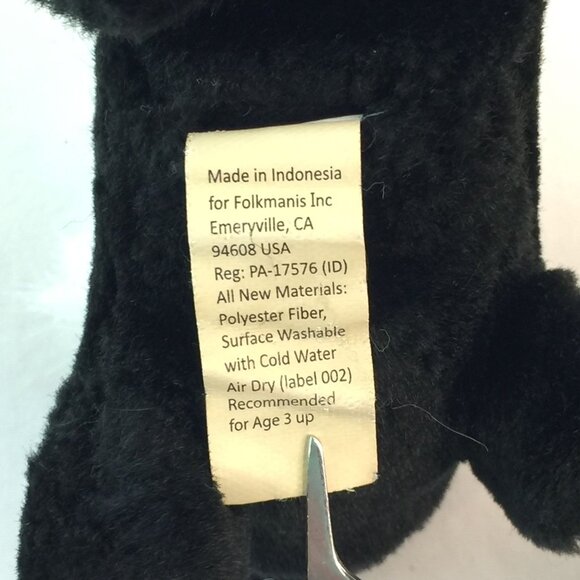 Made in Indonesia
for Folkmanis Inc
Emeryville, CA
94608 USA
Reg: PA-17576 (ID)
All New Materials:
Polyester Fiber,
Surface Washable
with Cold Water
Air Dry (label 002)
Recommended
for Age 3 up